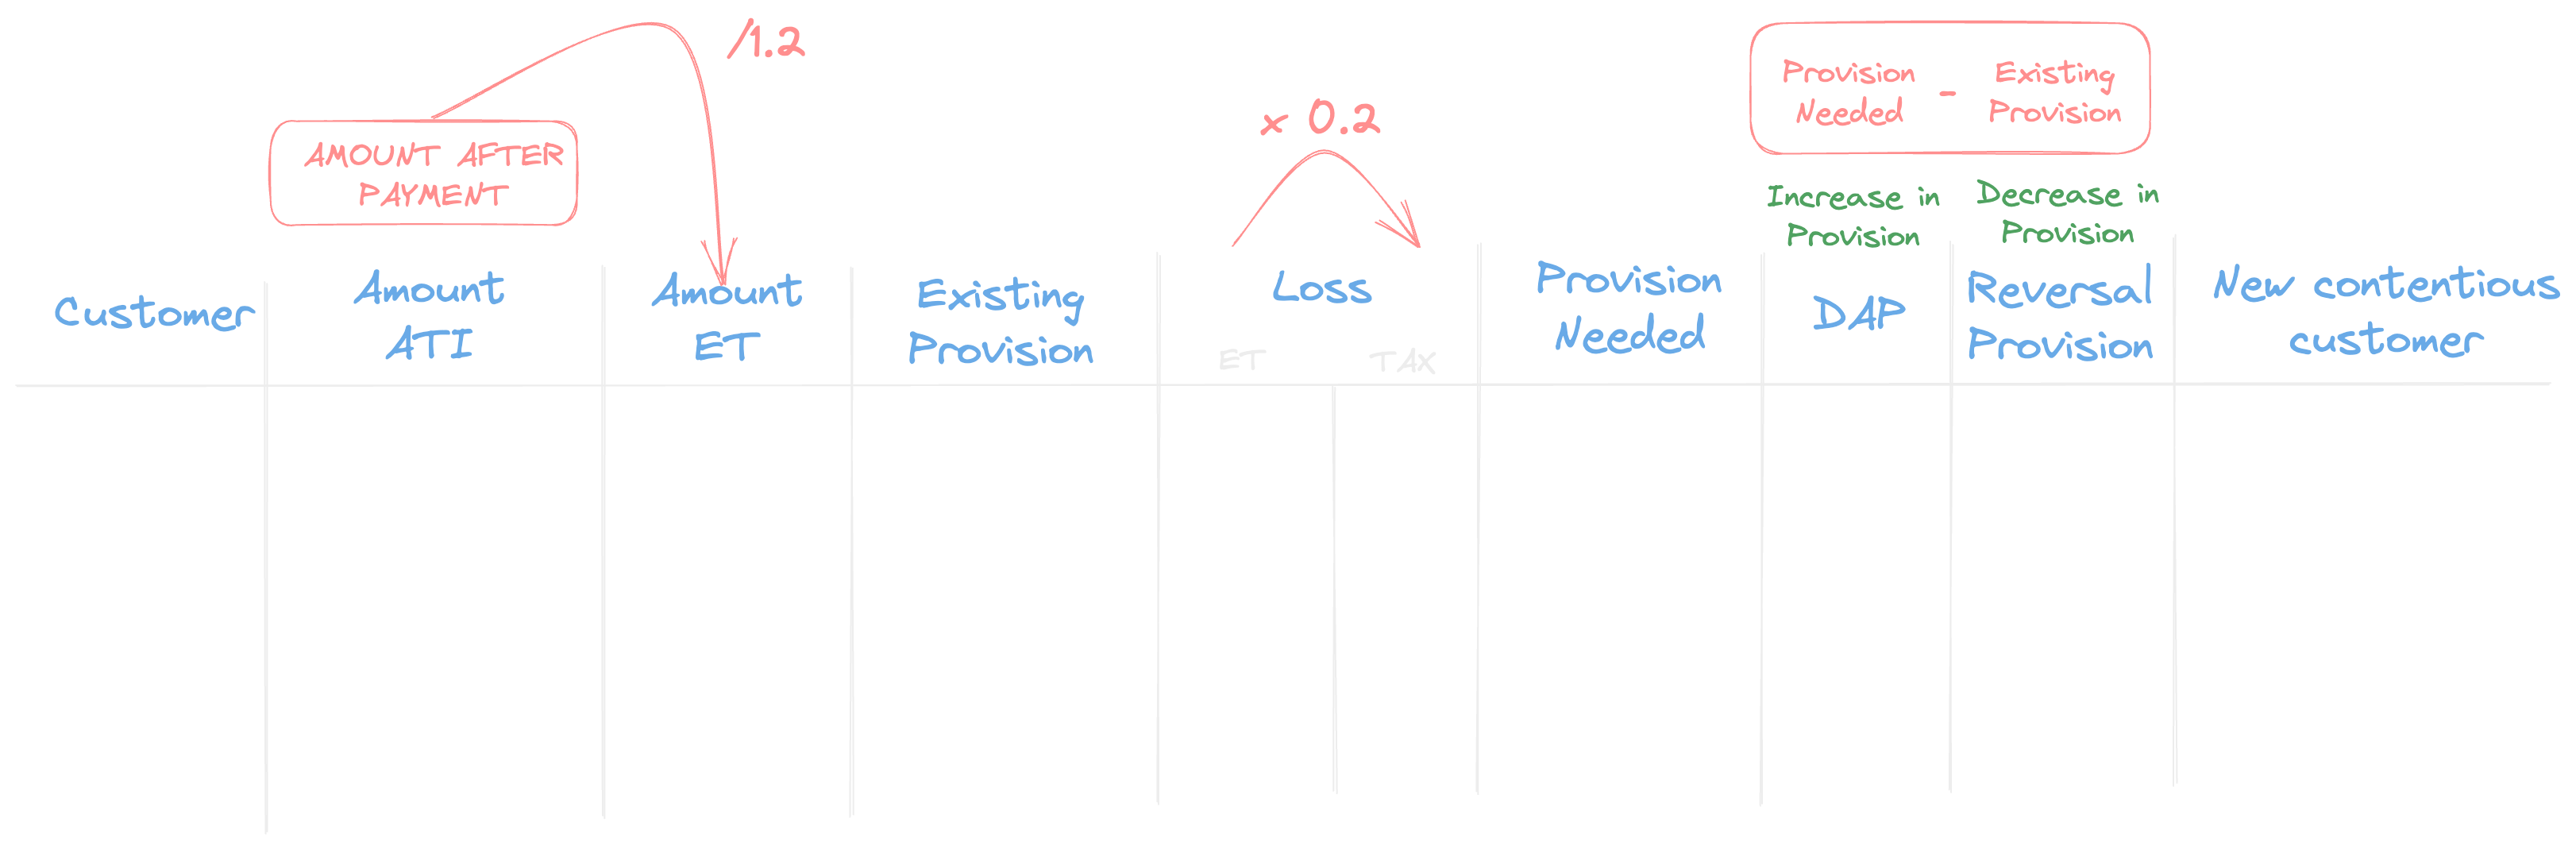 /1.2
AMOUNT AFTER
PAYMENT
x 0.2
Provision
Needed
-
Existing
Provision
Increase in
Provision
Decrease in
Provision
Customer
Amount
ATI
Amount
ET
Existing
Provision
Loss
ET
TAX
Provision
Needed
DAP
Reversal
Provision
New contentious
customer